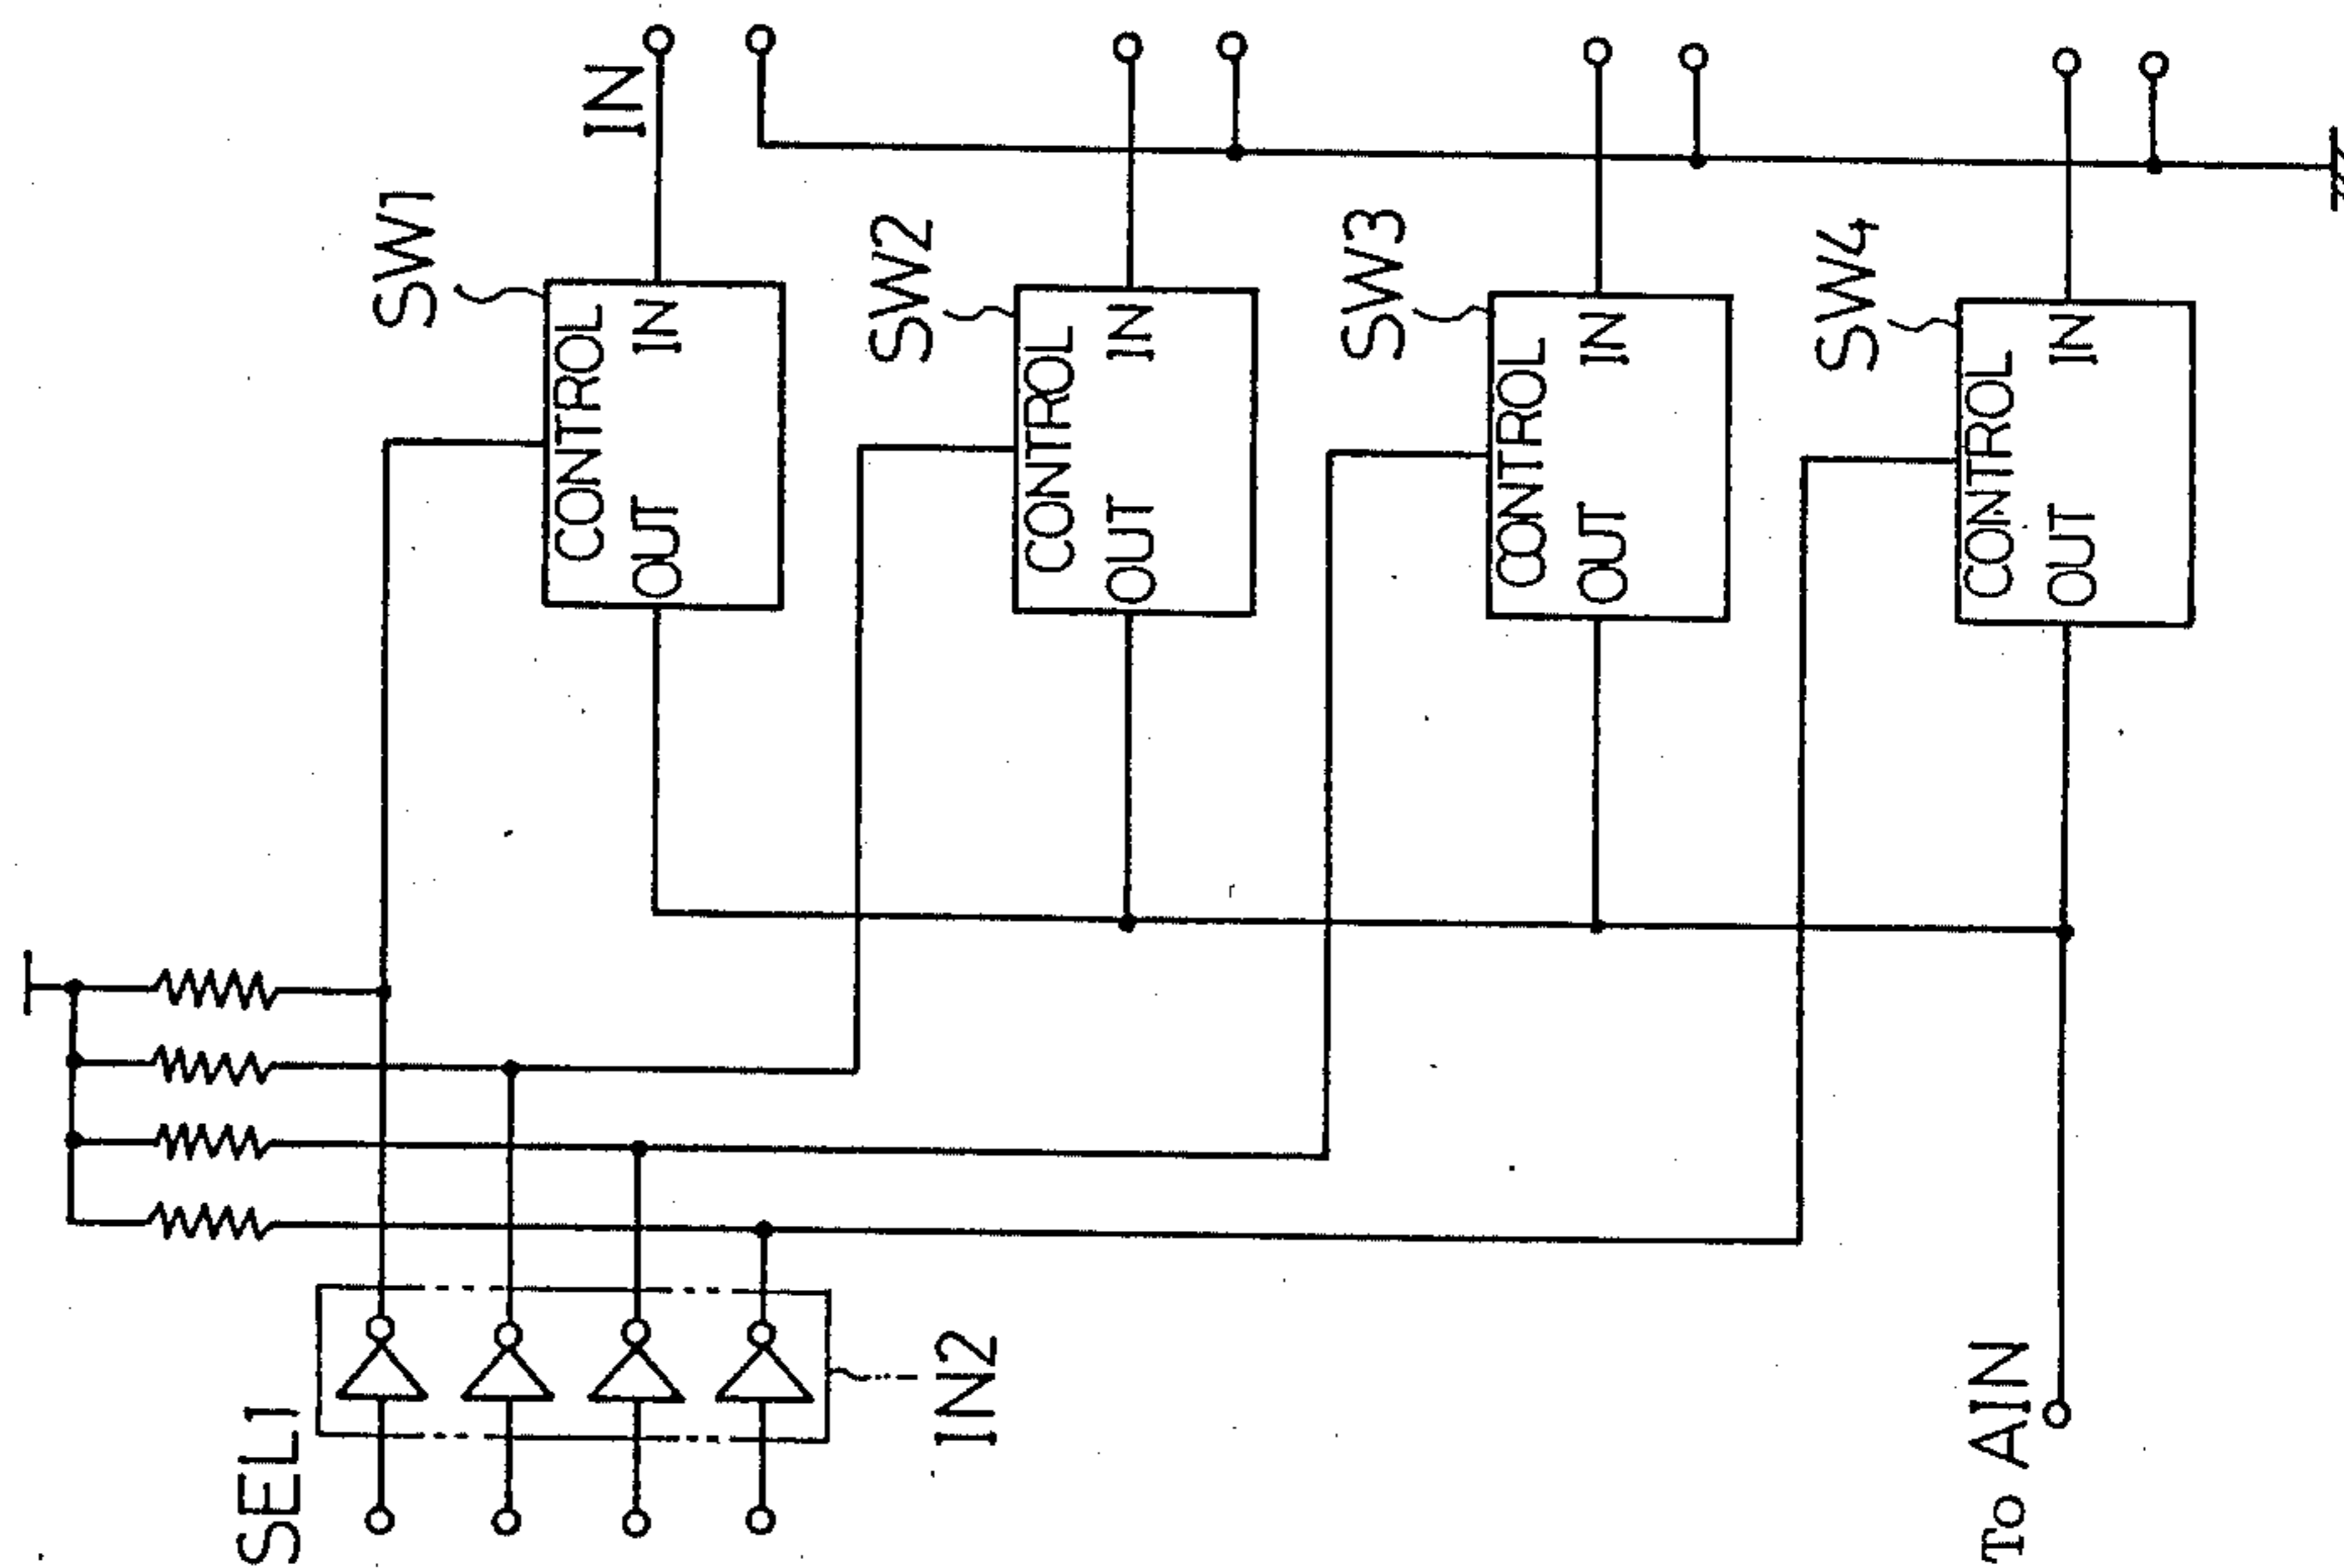 SEL1
IN2
SW1
CONTROL
OUT
IN
IN
SW2
CONTROL
OUT
IN
SW3
CONTROL
OUT
IN
SW4
CONTROL
OUT
IN
To AIN